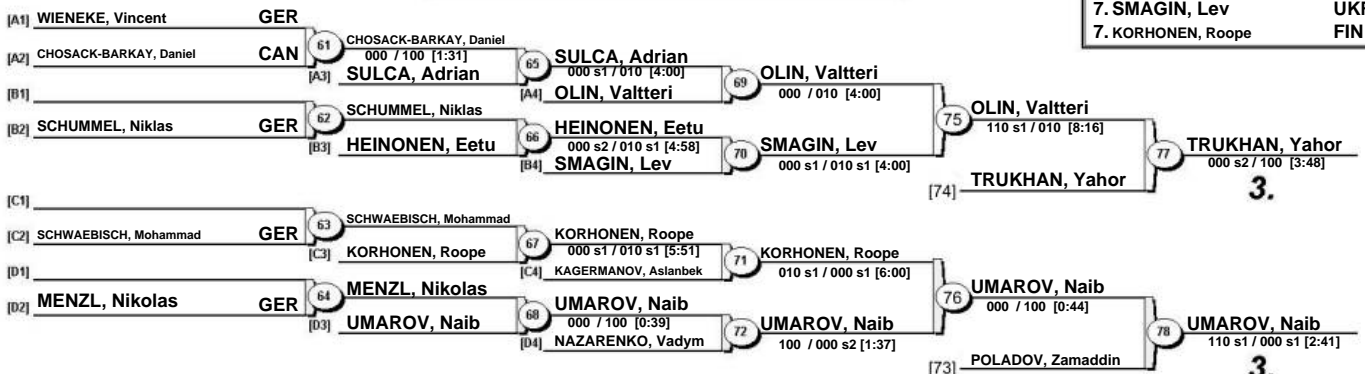 7. SMAGIN, Lev UKR
7. KORHONEN, Roope FIN
[A1] WIENEKE, Vincent GER
61 CHOSACK-BARKAY, Daniel
000 / 100 [1:31]
[A2] CHOSACK-BARKAY, Daniel CAN
[A3] SULCA, Adrian
65 SULCA, Adrian
000 s1 / 010 [4:00]
[A4] OLIN, Valtteri
69 OLIN, Valtteri
000 / 010 [4:00]
[B1]
62 SCHUMMEL, Niklas
[B2] SCHUMMEL, Niklas GER
[B3] HEINONEN, Eetu
66 HEINONEN, Eetu
000 s2 / 010 s1 [4:58]
[B4] SMAGIN, Lev
70 SMAGIN, Lev
000 s1 / 010 s1 [4:00]
75 OLIN, Valtteri
110 s1 / 010 [8:16]
[74] TRUKHAN, Yahor
77 TRUKHAN, Yahor
000 s2 / 100 [3:48]
3.
[C1]
63 SCHWAEBISCH, Mohammad
[C2] SCHWAEBISCH, Mohammad GER
[C3] KORHONEN, Roope
67 KORHONEN, Roope
000 s1 / 010 s1 [5:51]
[C4] KAGERMANOV, Aslanbek
71 KORHONEN, Roope
010 s1 / 000 s1 [6:00]
[D1]
64 MENZL, Nikolas
[D2] MENZL, Nikolas GER
[D3] UMAROV, Naib
68 UMAROV, Naib
000 / 100 [0:39]
[D4] NAZARENKO, Vadym
72 UMAROV, Naib
100 / 000 s2 [1:37]
76 UMAROV, Naib
000 / 100 [0:44]
[73] POLADOV, Zamaddin
78 UMAROV, Naib
110 s1 / 000 s1 [2:41]
3.